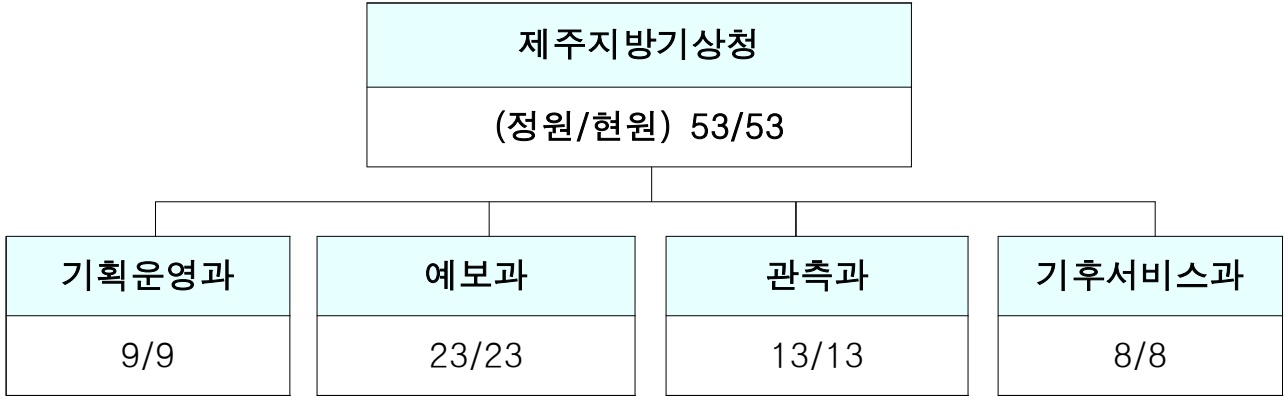 제주지방기상청
(정원/현원) 53/53
기획운영과
예보과
관측과
기후서비스과
9/9
23/23
13/13
8/8